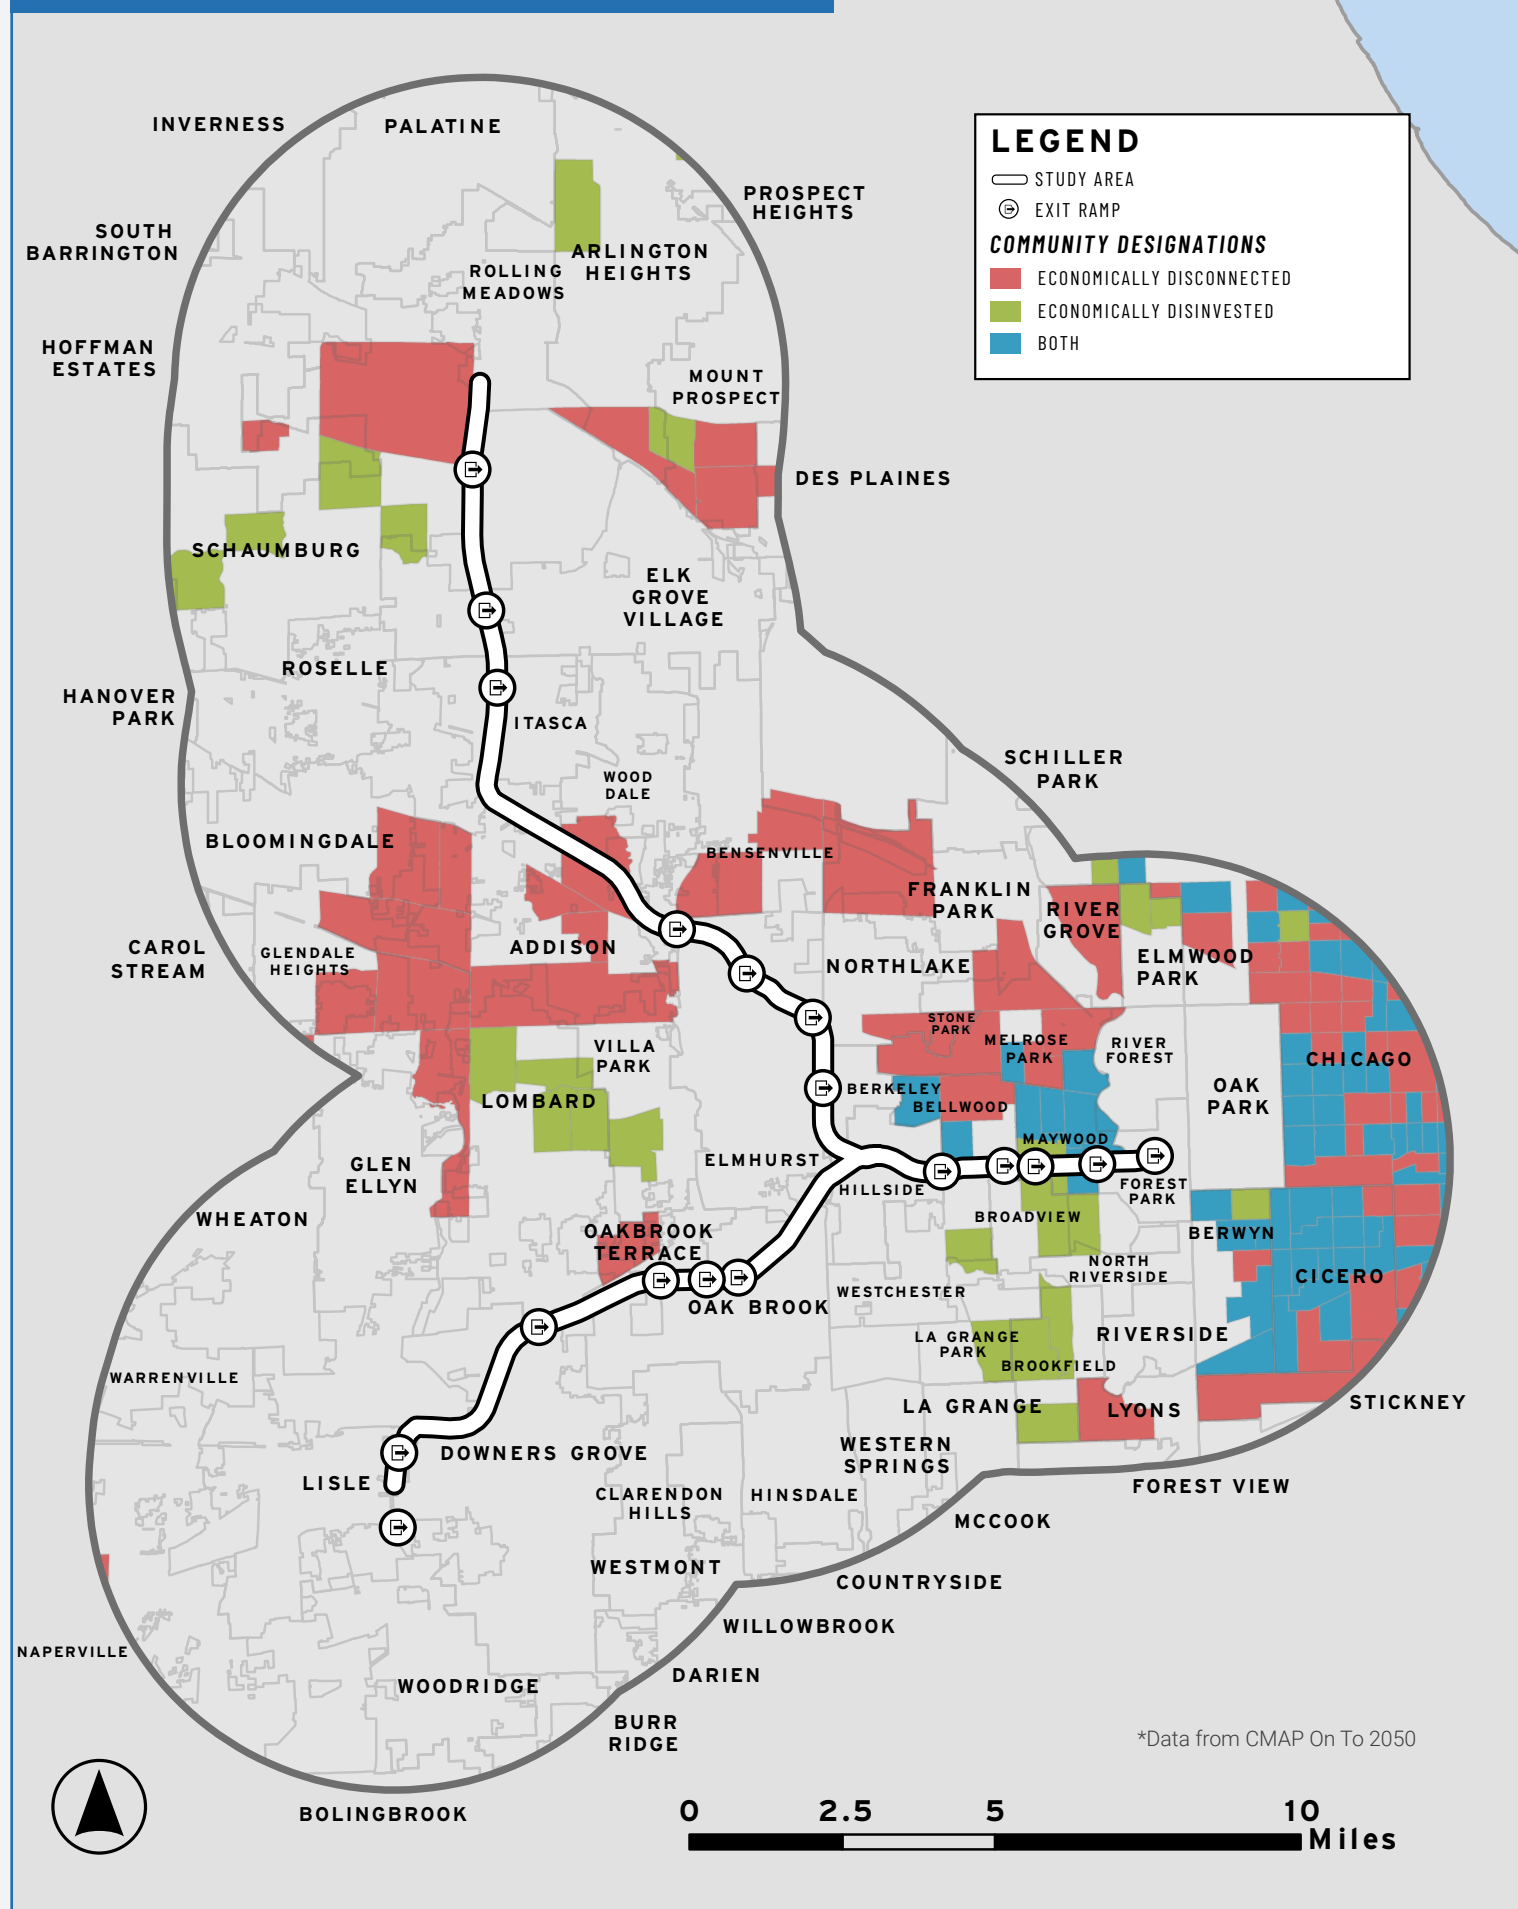 INVERNESS
PALATINE
PROSPECT
HEIGHTS
SOUTH
BARRINGTON
ARLINGTON
HEIGHTS
ROLLING
MEADOWS
HOFFMAN
ESTATES
MOUNT
PROSPECT
DES PLAINES
SCHAUMBURG
ELK
GROVE
VILLAGE
ROSELLE
HANOVER
PARK
ITASCA
WOOD
DALE
SCHILLER
PARK
BLOOMINGDALE
BENSENVILLE
FRANKLIN
PARK
RIVER
GROVE
CAROL
STREAM
GLENDALE
HEIGHTS
ADDISON
NORTHLAKE
ELMWOOD
PARK
STONE
PARK
MELROSE
PARK
RIVER
FOREST
CHICAGO
VILLA
PARK
LOMBARD
BERKELEY
BELLWOOD
OAK
PARK
MAYWOOD
GLEN
ELLYN
ELMHURST
HILLSIDE
FOREST
PARK
WHEATON
BROADVIEW
OAKBROOK
TERRACE
BERWYN
NORTH
RIVERSIDE
CICERO
OAK BROOK
WESTCHESTER
LA GRANGE
PARK
RIVERSIDE
BROOKFIELD
WARRENVILLE
LA GRANGE
LYONS
STICKNEY
DOWNERS GROVE
WESTERN
SPRINGS
LISLE
CLARENDON
HILLS
HINSDALE
FOREST VIEW
MCCOOK
WESTMONT
COUNTRYSIDE
WILLOWBROOK
NAPERVILLE
DARIEN
WOODRIDGE
BURR
RIDGE
BOLINGBROOK
LEGEND
STUDY AREA
EXIT RAMP
COMMUNITY DESIGNATIONS
ECONOMICALLY DISCONNECTED
ECONOMICALLY DISINVESTED
BOTH
*Data from CMAP On To 2050
0 2.5 5 10
Miles